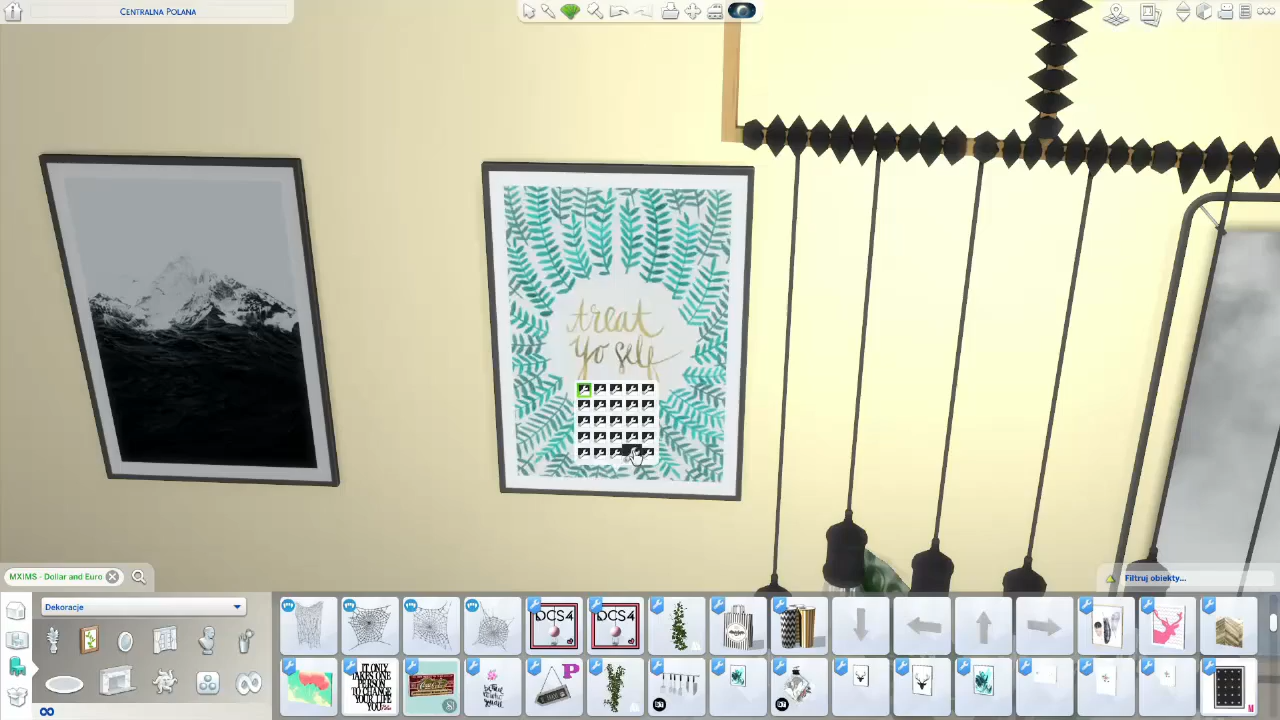 CENTRALNA POLANA
treat
yo self
MXIMS - Dollar and Euro
Filtruj obiekty...
Dekoracje
DCS4
DCS4
IT ONLY
TAKES ONE
PERSON
TO CHANGE
YOUR LIFE
YOU
P